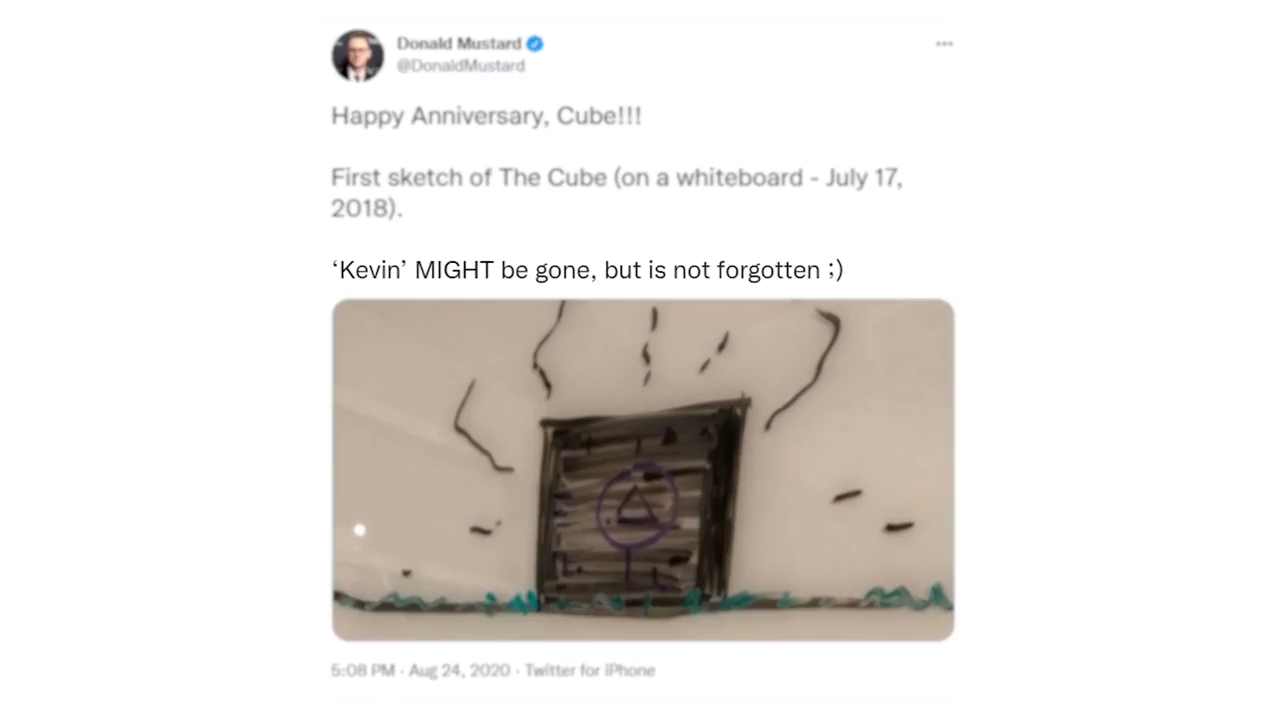 Donald Mustard
@DonaldMustard
Happy Anniversary, Cube!!!
First sketch of The Cube (on a whiteboard - July 17,
2018).
‘Kevin’ MIGHT be gone, but is not forgotten ;)
5:08 PM · Aug 24, 2020 · Twitter for iPhone